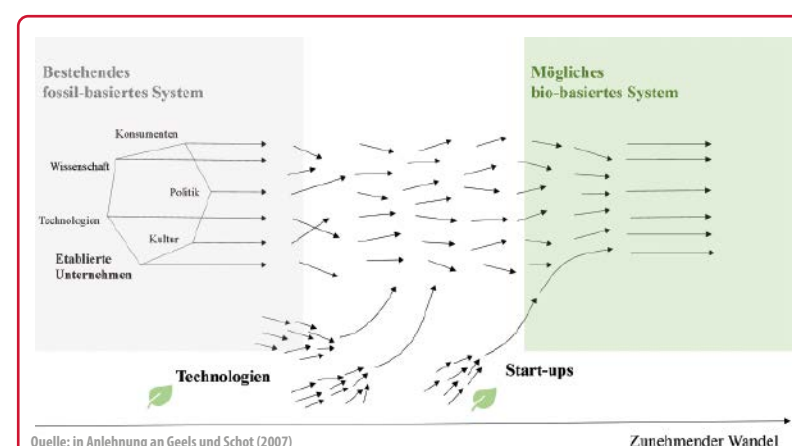 Bestehendes
fossil-basiertes System
Mögliches
bio-basiertes System
Konsumenten
Wissenschaft
Politik
Technologien
Kultur
Etablierte
Unternehmen
Technologien
Start-ups
Quelle: in Anlehnung an Geels und Schot (2007)
Zunehmender Wandel